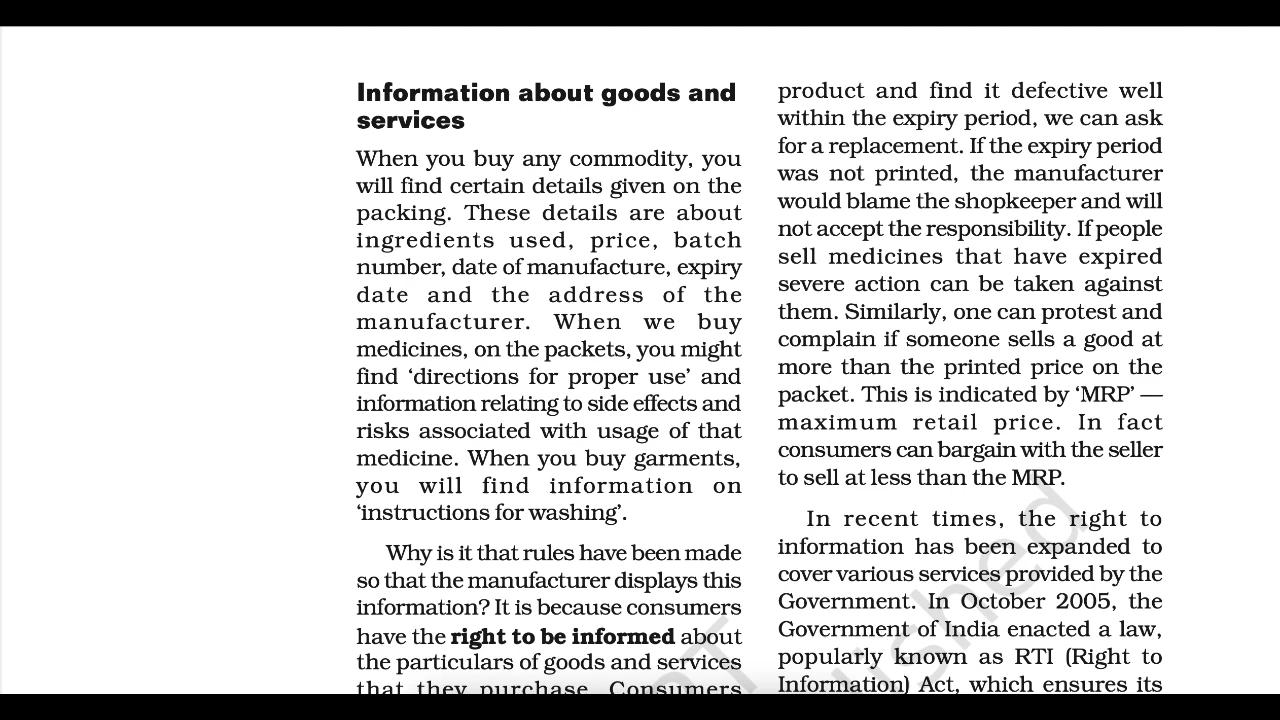 Information about goods and
services
When you buy any commodity, you
will find certain details given on the
packing. These details are about
ingredients used, price, batch
number, date of manufacture, expiry
date and the address of the
manufacturer. When we buy
medicines, on the packets, you might
find ‘directions for proper use’ and
information relating to side effects and
risks associated with usage of that
medicine. When you buy garments,
you will find information on
‘instructions for washing’.
Why is it that rules have been made
so that the manufacturer displays this
information? It is because consumers
have the right to be informed about
the particulars of goods and services
that they purchase. Consumers
product and find it defective well
within the expiry period, we can ask
for a replacement. If the expiry period
was not printed, the manufacturer
would blame the shopkeeper and will
not accept the responsibility. If people
sell medicines that have expired
severe action can be taken against
them. Similarly, one can protest and
complain if someone sells a good at
more than the printed price on the
packet. This is indicated by ‘MRP’ —
maximum retail price. In fact
consumers can bargain with the seller
to sell at less than the MRP.
In recent times, the right to
information has been expanded to
cover various services provided by the
Government. In October 2005, the
Government of India enacted a law,
popularly known as RTI (Right to
Information) Act, which ensures its